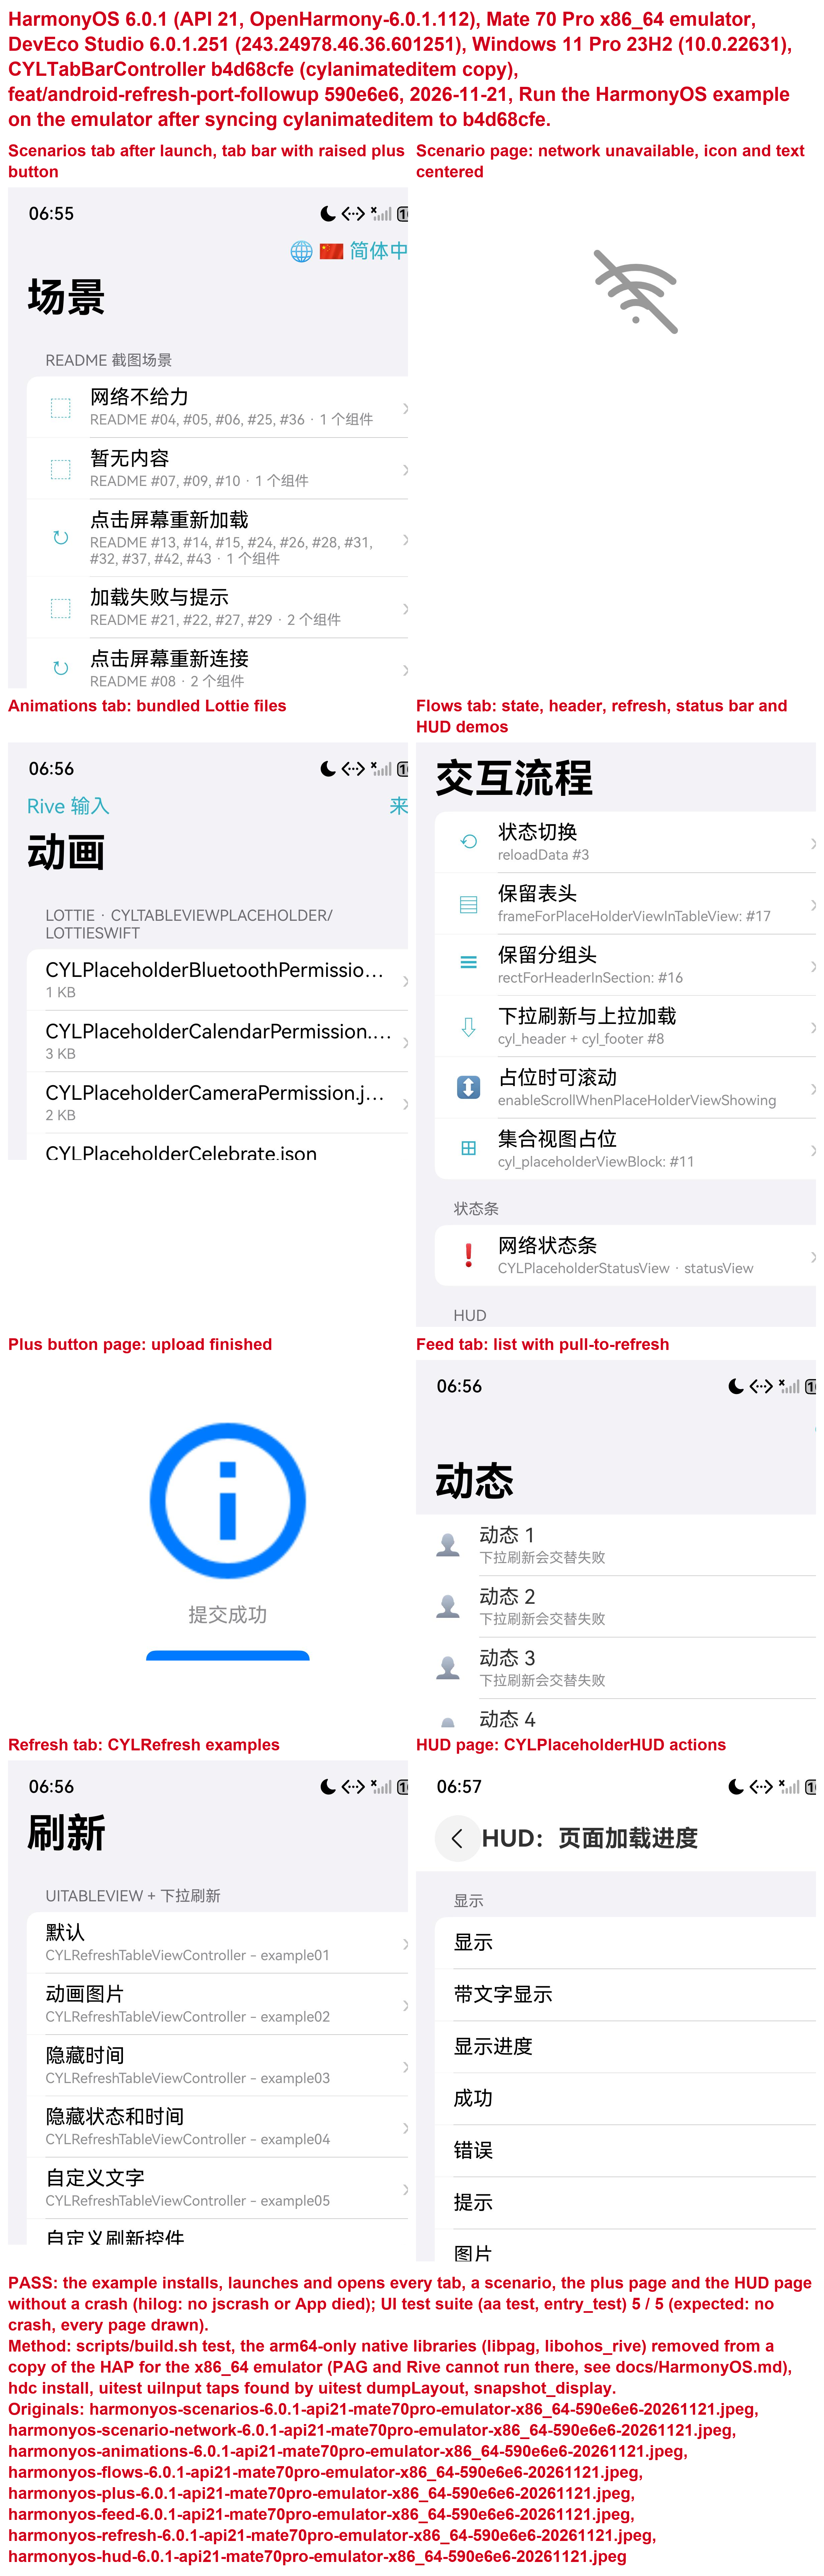 HarmonyOS 6.0.1 (API 21, OpenHarmony-6.0.1.112), Mate 70 Pro x86_64 emulator,
DevEco Studio 6.0.1.251 (243.24978.46.36.601251), Windows 11 Pro 23H2 (10.0.22631),
CYLTabBarController b4d68cfe (cylanimateditem copy),
feat/android-refresh-port-followup 590e6e6, 2026-11-21, Run the HarmonyOS example
on the emulator after syncing cylanimateditem to b4d68cfe.
Scenarios tab after launch, tab bar with raised plus
button
06:55
简体中
场景
README 截图场景
网络不给力
README #04, #05, #06, #25, #36 · 1 个组件
暂无内容
README #07, #09, #10 · 1 个组件
点击屏幕重新加载
README #13, #14, #15, #24, #26, #28, #31,
#32, #37, #42, #43 · 1 个组件
加载失败与提示
README #21, #22, #27, #29 · 2 个组件
点击屏幕重新连接
README #08 · 2 个组件
Scenario page: network unavailable, icon and text
centered
Animations tab: bundled Lottie files
06:56
Rive 输入
来
动画
LOTTIE · CYLTABLEVIEWPLACEHOLDER/
LOTTIESWIFT
CYLPlaceholderBluetoothPermissio...
1 KB
CYLPlaceholderCalendarPermission....
3 KB
CYLPlaceholderCameraPermission.j...
2 KB
CYLPlaceholderCelebrate.json
Flows tab: state, header, refresh, status bar and
HUD demos
交互流程
状态切换
reloadData #3
保留表头
frameForPlaceHolderViewInTableView: #17
保留分组头
rectForHeaderInSection: #16
下拉刷新与上拉加载
cyl_header + cyl_footer #8
占位时可滚动
enableScrollWhenPlaceHolderViewShowing
集合视图占位
cyl_placeholderViewBlock: #11
状态条
网络状态条
CYLPlaceholderStatusView · statusView
HUD
Plus button page: upload finished
提交成功
Feed tab: list with pull-to-refresh
06:56
动态
动态 1
下拉刷新会交替失败
动态 2
下拉刷新会交替失败
动态 3
下拉刷新会交替失败
动态 4
Refresh tab: CYLRefresh examples
06:56
刷新
UITABLEVIEW + 下拉刷新
默认
CYLRefreshTableViewController - example01
动画图片
CYLRefreshTableViewController - example02
隐藏时间
CYLRefreshTableViewController - example03
隐藏状态和时间
CYLRefreshTableViewController - example04
自定义文字
CYLRefreshTableViewController - example05
自定义刷新控件
HUD page: CYLPlaceholderHUD actions
06:57
HUD：页面加载进度
显示
显示
带文字显示
显示进度
成功
错误
提示
图片
PASS: the example installs, launches and opens every tab, a scenario, the plus page and the HUD page
without a crash (hilog: no jscrash or App died); UI test suite (aa test, entry_test) 5 / 5 (expected: no
crash, every page drawn).
Method: scripts/build.sh test, the arm64-only native libraries (libpag, libohos_rive) removed from a
copy of the HAP for the x86_64 emulator (PAG and Rive cannot run there, see docs/HarmonyOS.md),
hdc install, uitest uiInput taps found by uitest dumpLayout, snapshot_display.
Originals: harmonyos-scenarios-6.0.1-api21-mate70pro-emulator-x86_64-590e6e6-20261121.jpeg,
harmonyos-scenario-network-6.0.1-api21-mate70pro-emulator-x86_64-590e6e6-20261121.jpeg,
harmonyos-animations-6.0.1-api21-mate70pro-emulator-x86_64-590e6e6-20261121.jpeg,
harmonyos-flows-6.0.1-api21-mate70pro-emulator-x86_64-590e6e6-20261121.jpeg,
harmonyos-plus-6.0.1-api21-mate70pro-emulator-x86_64-590e6e6-20261121.jpeg,
harmonyos-feed-6.0.1-api21-mate70pro-emulator-x86_64-590e6e6-20261121.jpeg,
harmonyos-refresh-6.0.1-api21-mate70pro-emulator-x86_64-590e6e6-20261121.jpeg,
harmonyos-hud-6.0.1-api21-mate70pro-emulator-x86_64-590e6e6-20261121.jpeg